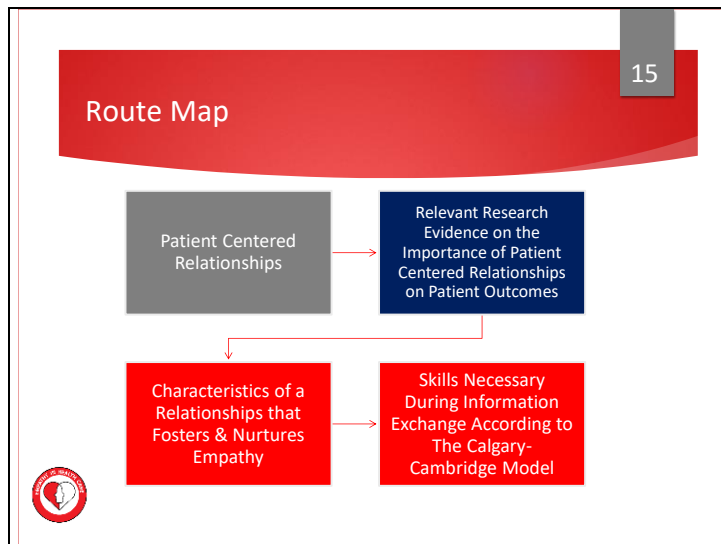 15
Route Map
Patient Centered
Relationships
Relevant Research
Evidence on the
Importance of Patient
Centered Relationships
on Patient Outcomes
Characteristics of a
Relationships that
Fosters & Nurtures
Empathy
Skills Necessary
During Information
Exchange According to
The Calgary-
Cambridge Model